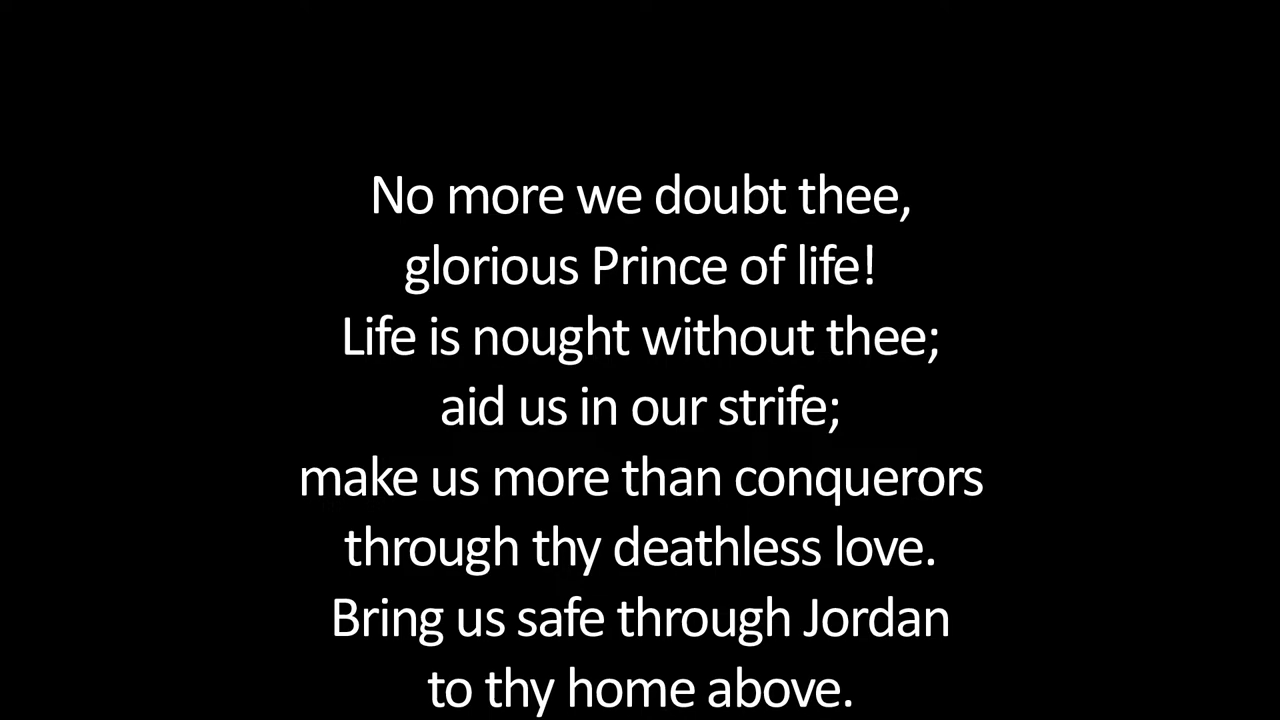 No more we doubt thee,
glorious Prince of life!
Life is nought without thee;
aid us in our strife;
make us more than conquerors
through thy deathless love.
Bring us safe through Jordan
to thy home above.